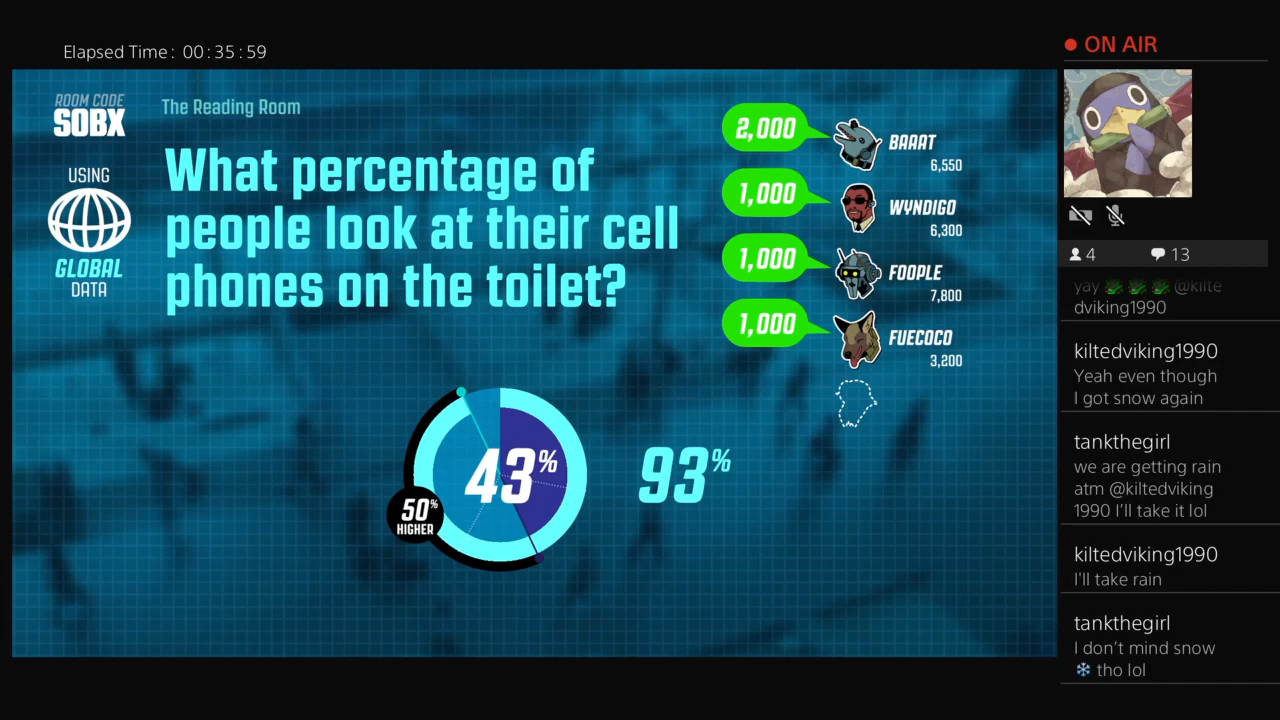 Elapsed Time: 00:35:59
ROOM CODE
SOBX
The Reading Room
USING
GLOBAL
DATA
What percentage of
people look at their cell
phones on the toilet?
2,000
BAAAT
6,550
1,000
WYNDIGO
6,300
1,000
FOOPLE
7,800
1,000
FUECOCO
3,200
43%
50%
HIGHER
93%
ON AIR
4
13
yay @kilte
dviking1990
kiltedviking1990
Yeah even though
I got snow again
tankthegirl
we are getting rain
atm @kiltedviking
1990 I'll take it lol
kiltedviking1990
I'll take rain
tankthegirl
I don't mind snow
❄ tho lol